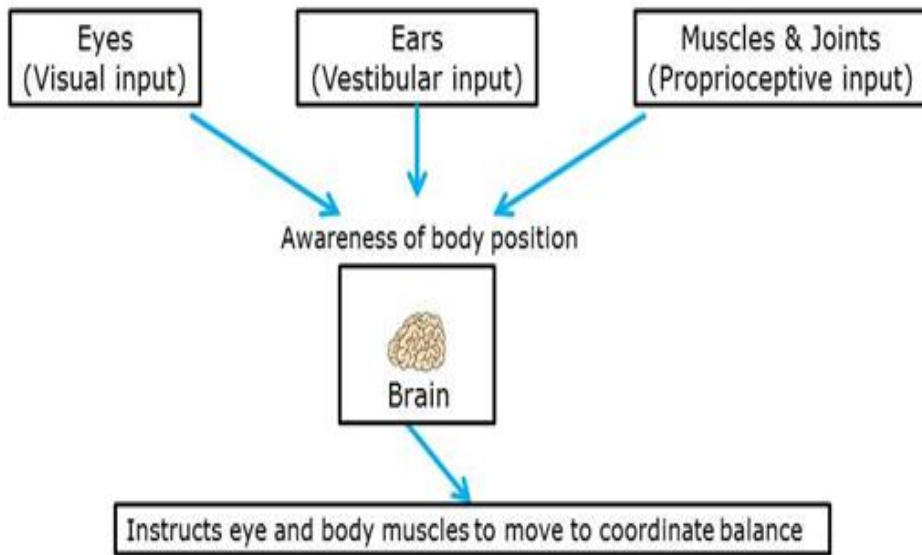 Eyes
(Visual input)
Ears
(Vestibular input)
Muscles & Joints
(Proprioceptive input)
Awareness of body position
Brain
Instructs eye and body muscles to move to coordinate balance